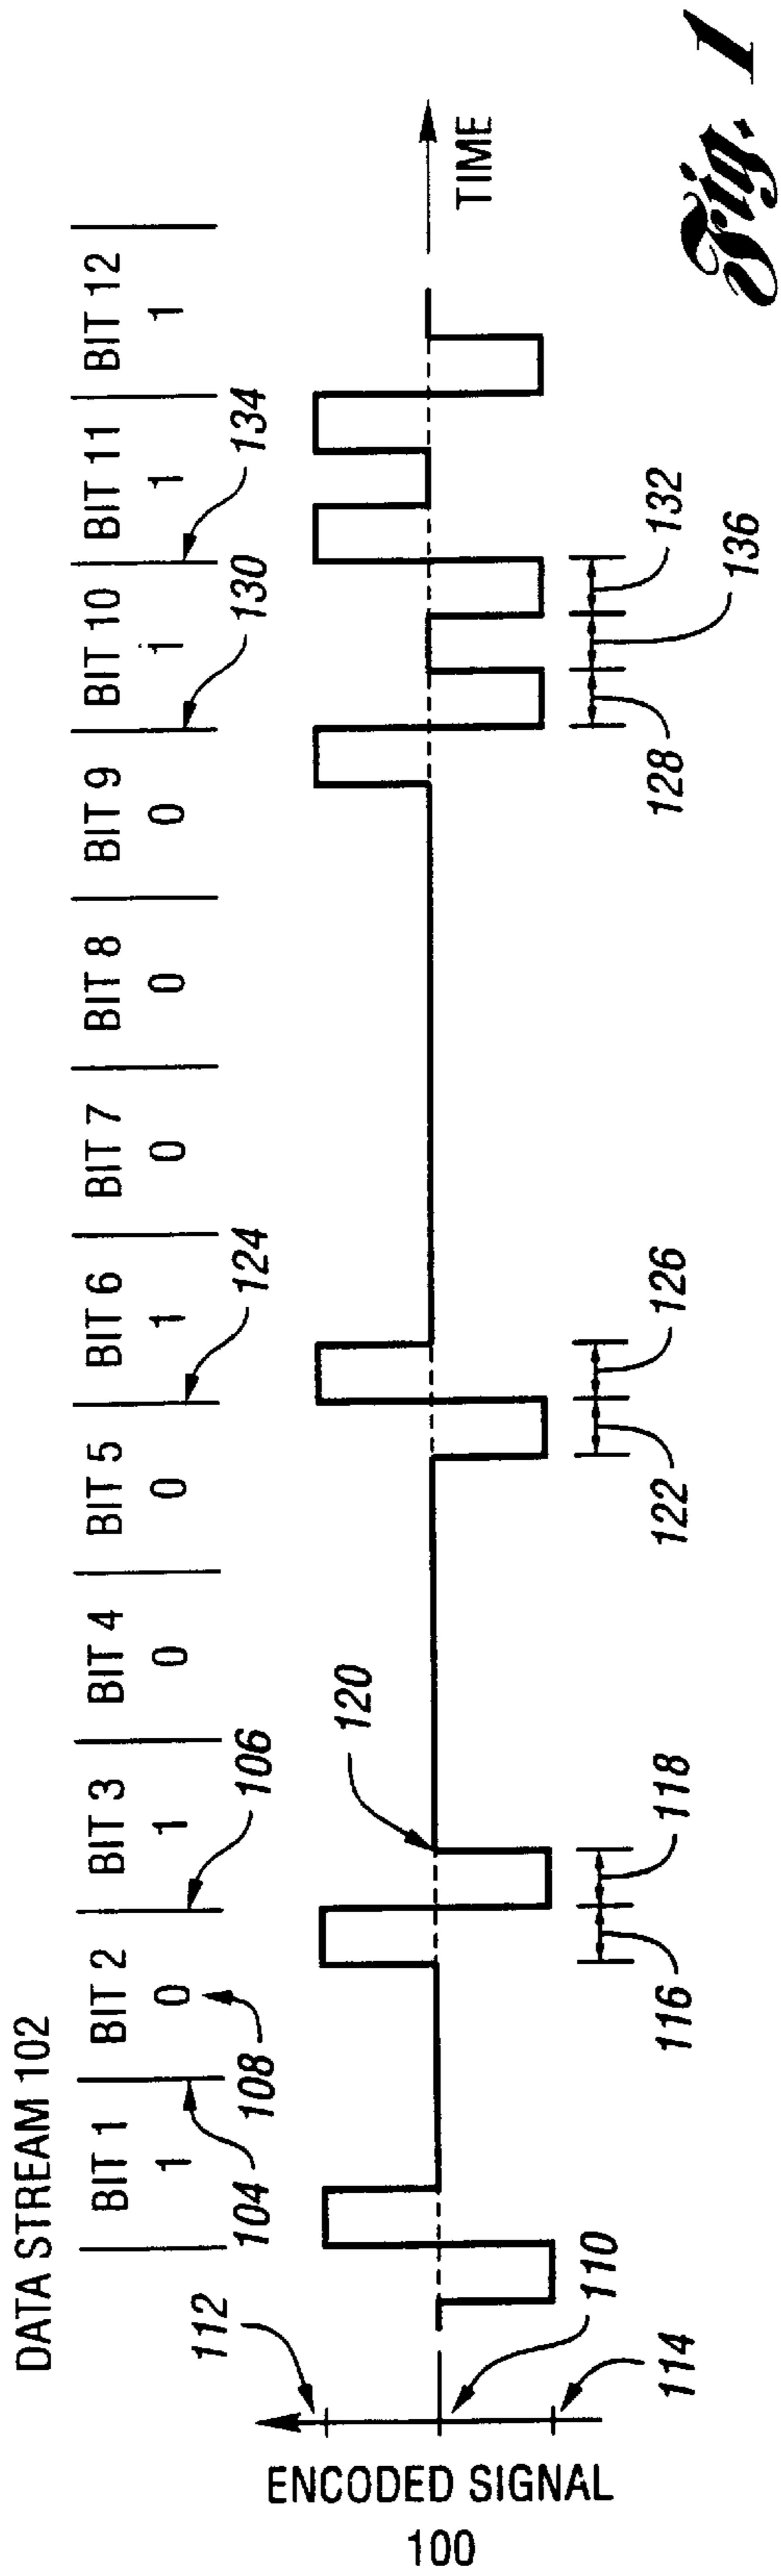 DATA STREAM 102
BIT 1 BIT 2 BIT 3 BIT 4 BIT 5 BIT 6 BIT 7 BIT 8 BIT 9 BIT 10 BIT 11 BIT 12
1 0 1 0 0 1 0 0 0 1 1 1
104 108 106 124 130 134
112
120
TIME
110
114
116 118 122 126 128 136 132
ENCODED SIGNAL
100
Fig. 1